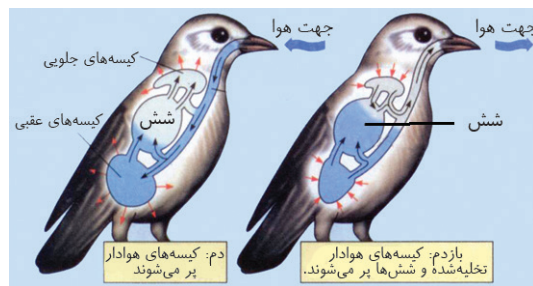 جهت هوا
جهت هوا
کیسه‌های جلویی
شش
شش
کیسه‌های عقبی
بازدم: کیسه‌های هوادار
تخلیه‌شده و شش‌ها پر می‌شوند.
دم: کیسه‌های هوادار
پر می‌شوند